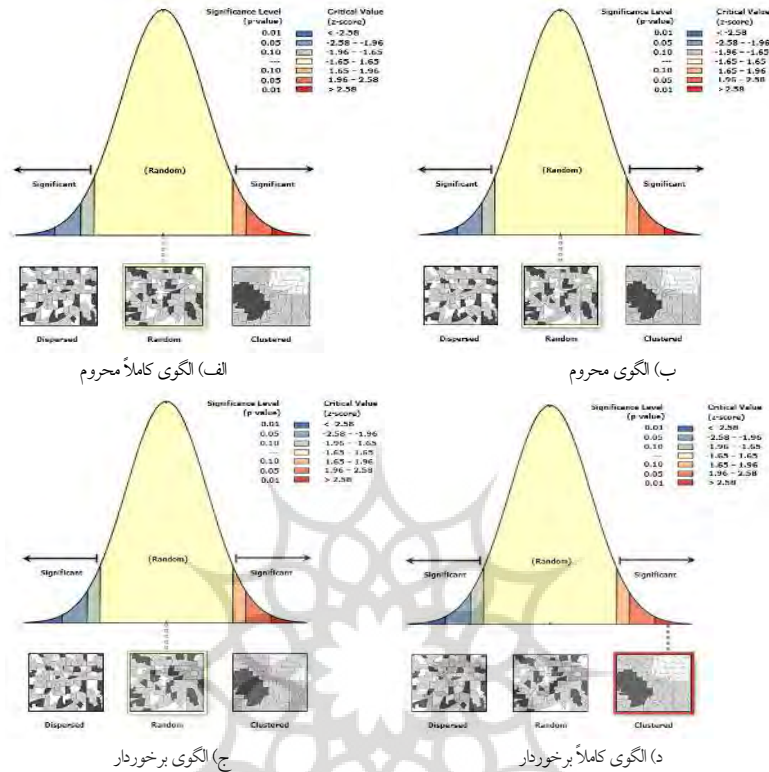 Significance Level Critical Value
(p-value) (z-score)
0.01 < -2.58
0.05 -2.58 - -1.96
0.10 -1.96 - -1.65
--- -1.65 - 1.65
0.10 1.65 - 1.96
0.05 1.96 - 2.58
0.01 > 2.58
(Random)
Significant Significant
Dispersed Random Clustered
الف) الگوی کاملاً محروم
Significance Level Critical Value
(p-value) (z-score)
0.01 < -2.58
0.05 -2.58 - -1.96
0.10 -1.96 - -1.65
--- -1.65 - 1.65
0.10 1.65 - 1.96
0.05 1.96 - 2.58
0.01 > 2.58
(Random)
Significant Significant
Dispersed Random Clustered
ب) الگوی محروم
Significance Level Critical Value
(p-value) (z-score)
0.01 < -2.58
0.05 -2.58 - -1.96
0.10 -1.96 - -1.65
--- -1.65 - 1.65
0.10 1.65 - 1.96
0.05 1.96 - 2.58
0.01 > 2.58
(Random)
Significant Significant
Dispersed Random Clustered
ج) الگوی برخوردار
Significance Level Critical Value
(p-value) (z-score)
0.01 < -2.58
0.05 -2.58 - -1.96
0.10 -1.96 - -1.65
--- -1.65 - 1.65
0.10 1.65 - 1.96
0.05 1.96 - 2.58
0.01 > 2.58
(Random)
Significant Significant
Dispersed Random Clustered
د) الگوی کاملاً برخوردار